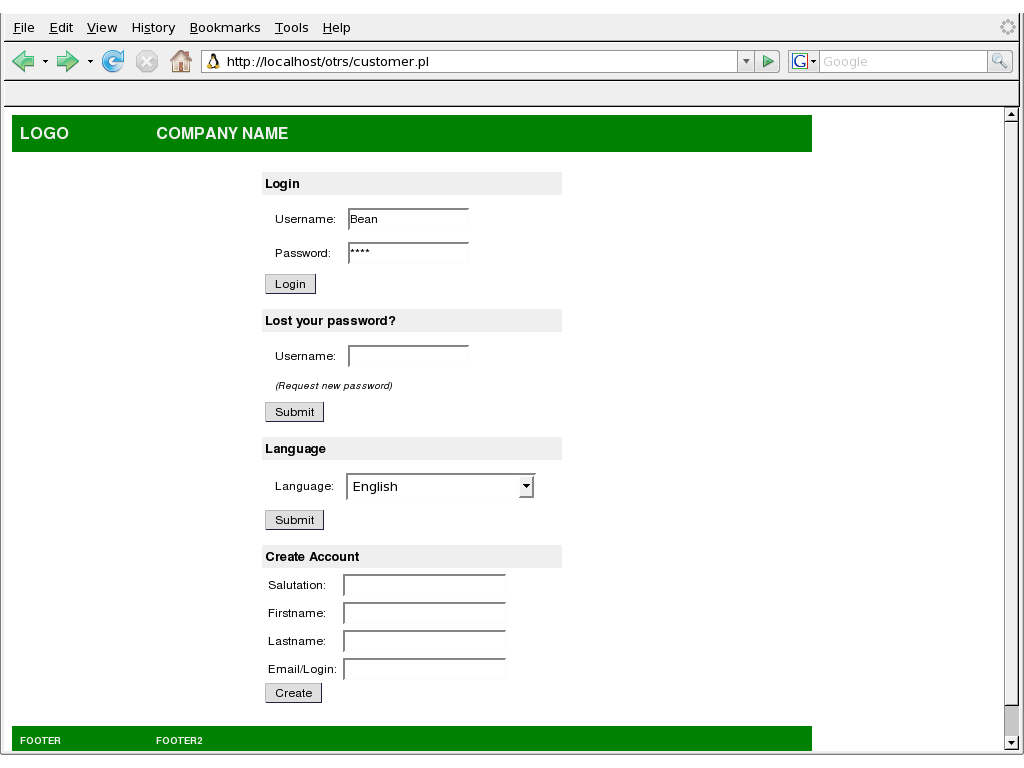 File Edit View History Bookmarks Tools Help
http://localhost/otrs/customer.pl G Google
LOGO COMPANY NAME
Login
Username: Bean
Password: ****
Login
Lost your password?
Username:
(Request new password)
Submit
Language
Language: English
Submit
Create Account
Salutation:
Firstname:
Lastname:
Email/Login:
Create
FOOTER FOOTER2